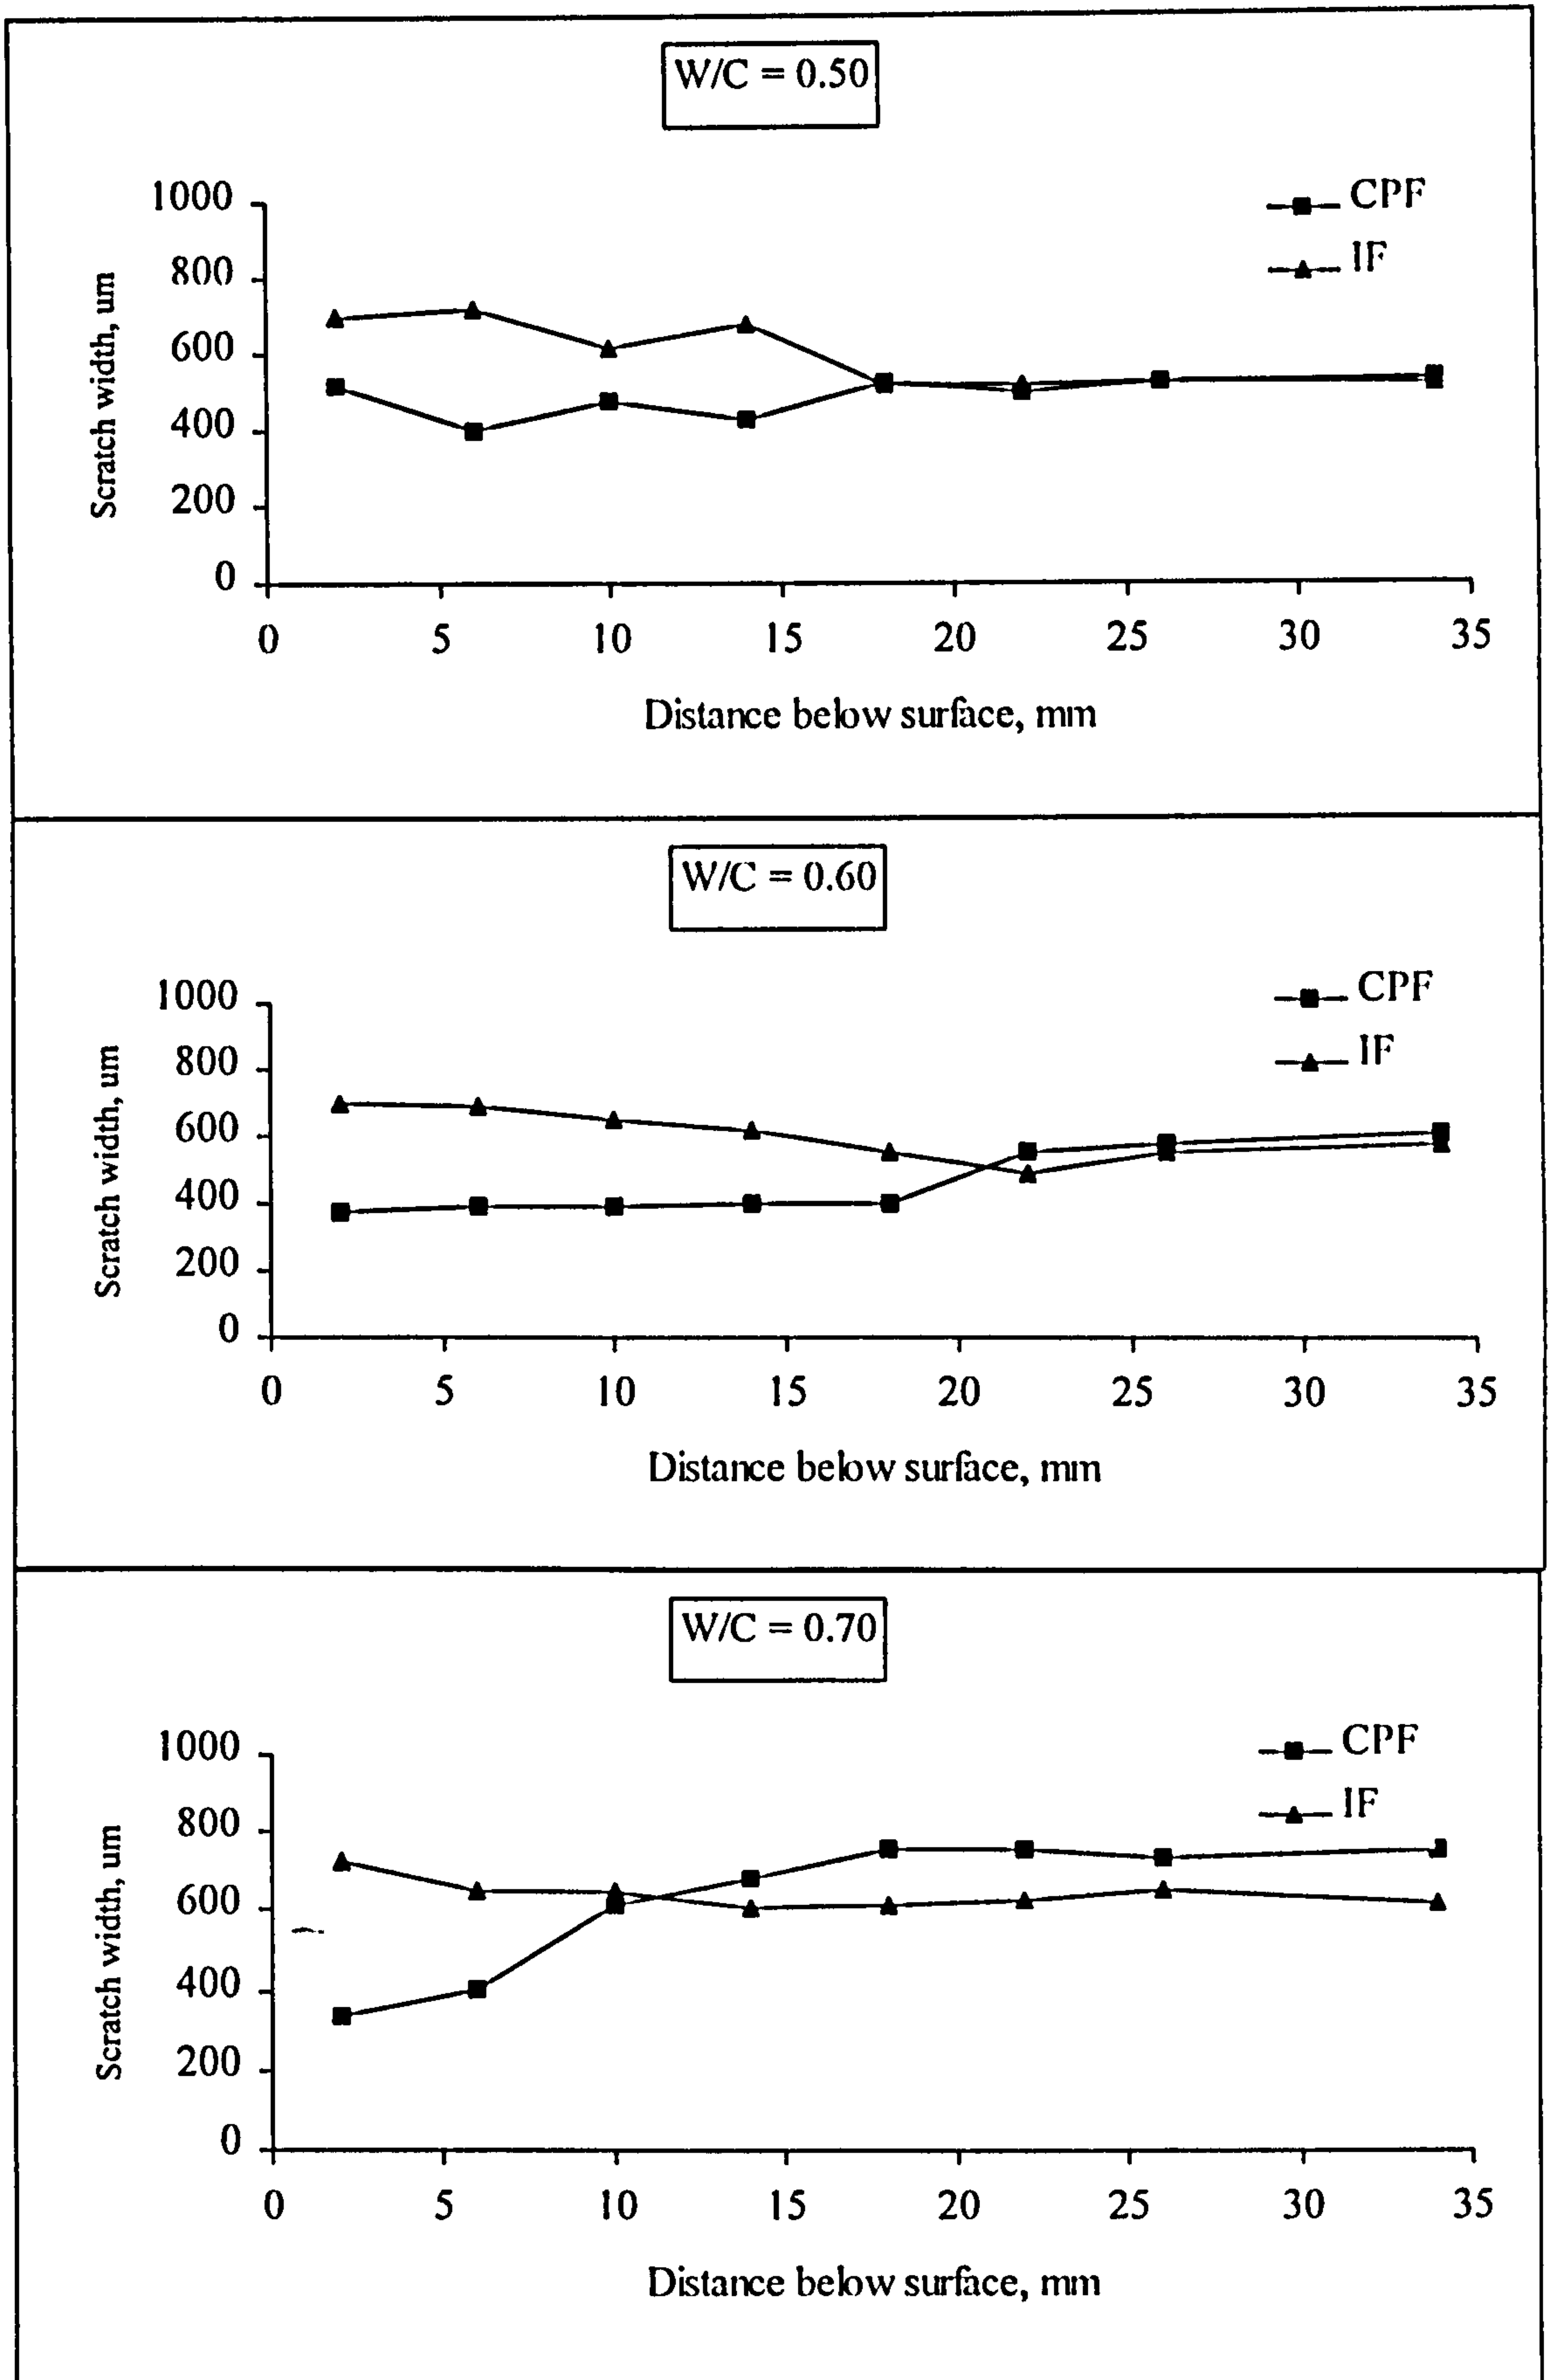 W/C = 0.50
CPF
IF
1000
800
600
400
200
0
Scratch width, um
0 5 10 15 20 25 30 35
Distance below surface, mm
W/C = 0.60
CPF
IF
1000
800
600
400
200
0
Scratch width, um
0 5 10 15 20 25 30 35
Distance below surface, mm
W/C = 0.70
CPF
IF
1000
800
600
400
200
0
Scratch width, um
0 5 10 15 20 25 30 35
Distance below surface, mm